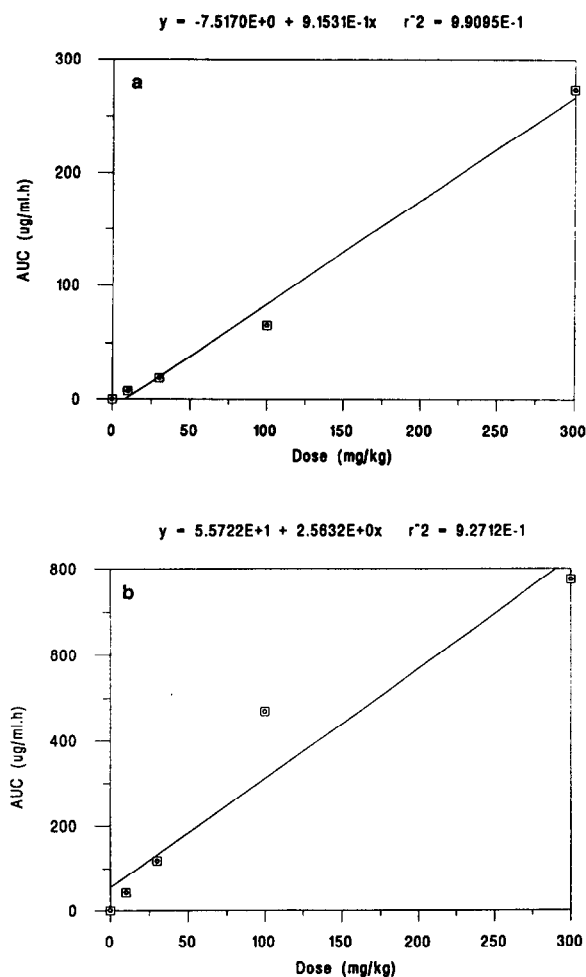 y = -7.5170E+0 + 9.1531E-1x r^2 = 9.9095E-1
a
300
200
100
0
AUC (ug/ml.h)
0 50 100 150 200 250 300
Dose (mg/kg)
y = 5.5722E+1 + 2.5632E+0x r^2 = 9.2712E-1
b
800
600
400
200
0
AUC (ug/ml.h)
0 50 100 150 200 250 300
Dose (mg/kg)